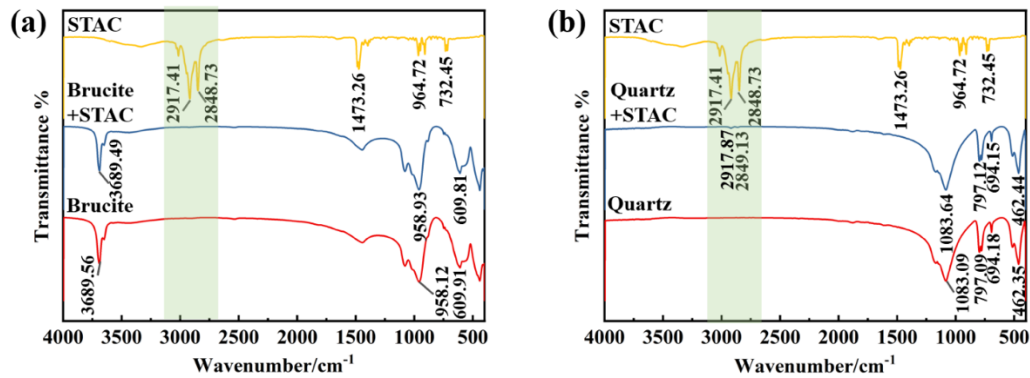 (a)
STAC
2917.41
2848.73
1473.26
964.72
732.45
Brucite
+STAC
3689.49
958.93
609.81
Brucite
3689.56
958.12
609.91
Transmittance %
4000 3500 3000 2500 2000 1500 1000 500
Wavenumber/cm-1
(b)
STAC
2917.41
2848.73
1473.26
964.72
732.45
Quartz
+STAC
2917.87
2849.13
1083.64
797.12
694.15
462.44
Quartz
1083.09
797.09
694.18
462.35
Transmittance %
4000 3500 3000 2500 2000 1500 1000 500
Wavenumber/cm-1